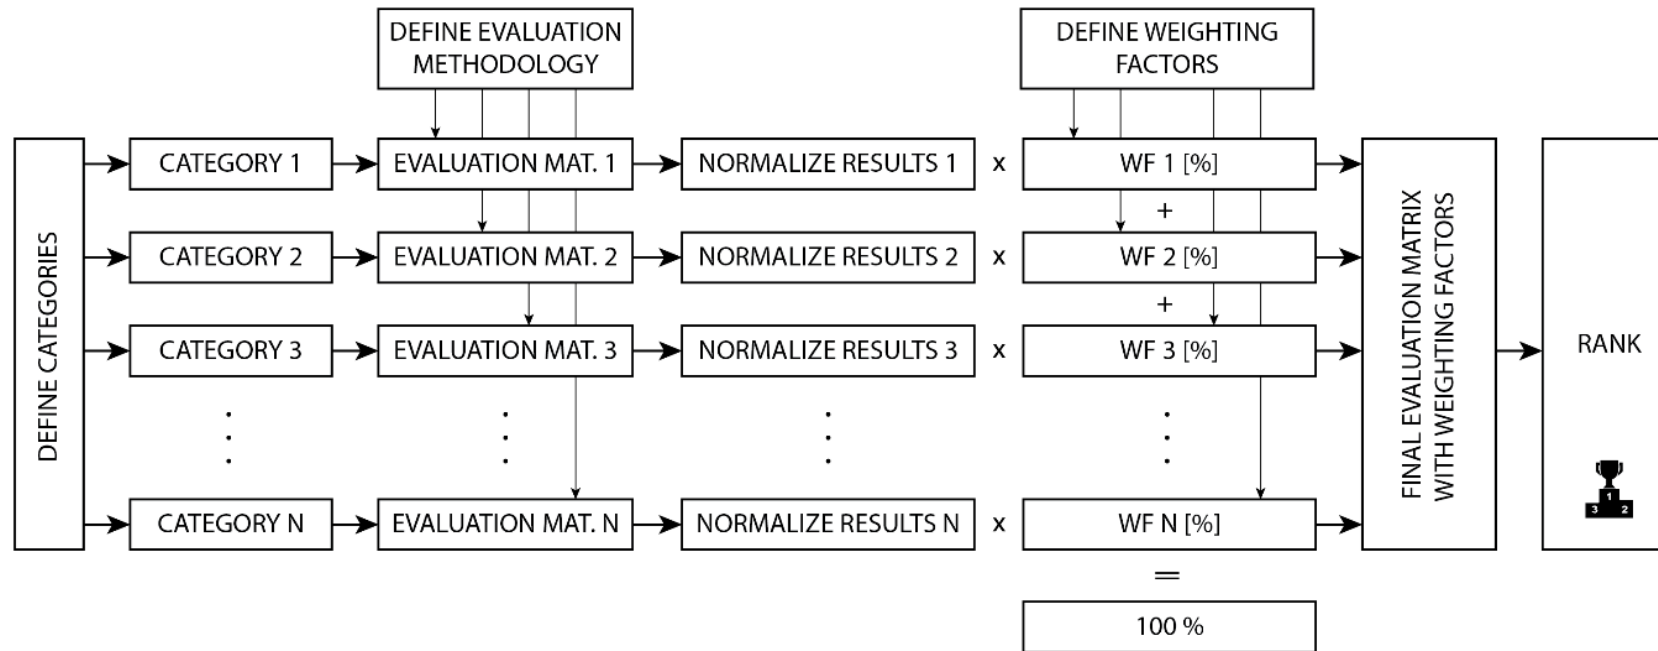 DEFINE EVALUATION
METHODOLOGY
DEFINE WEIGHTING
FACTORS
DEFINE CATEGORIES
CATEGORY 1
EVALUATION MAT. 1
NORMALIZE RESULTS 1
x
WF 1 [%]
+
CATEGORY 2
EVALUATION MAT. 2
NORMALIZE RESULTS 2
x
WF 2 [%]
+
CATEGORY 3
EVALUATION MAT. 3
NORMALIZE RESULTS 3
x
WF 3 [%]
CATEGORY N
EVALUATION MAT. N
NORMALIZE RESULTS N
x
WF N [%]
=
100 %
FINAL EVALUATION MATRIX
WITH WEIGHTING FACTORS
RANK
1
3 2